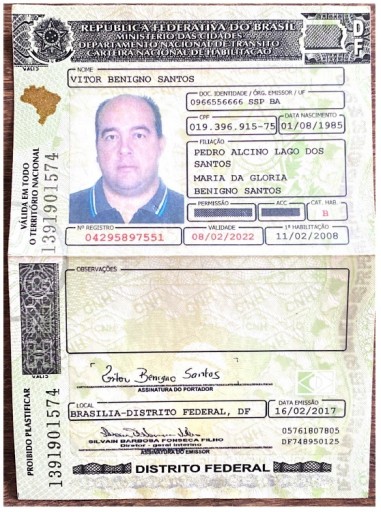 REPÚBLICA FEDERATIVA DO BRASIL
MINISTÉRIO DAS CIDADES
DEPARTAMENTO NACIONAL DE TRÂNSITO
CARTEIRA NACIONAL DE HABILITAÇÃO
DF
NOME
VITOR BENIGNO SANTOS
DOC. IDENTIDADE / ÓRG. EMISSOR / UF
0966556666 SSP BA
CPF
DATA NASCIMENTO
019.396.915-75
01/08/1985
FILIAÇÃO
PEDRO ALCINO LAGO DOS
SANTOS
MARIA DA GLORIA
BENIGNO SANTOS
PERMISSÃO
ACC
CAT. HAB.
B
Nº REGISTRO
VALIDADE
1ª HABILITAÇÃO
04295897551
08/02/2022
11/02/2008
VÁLIDA EM TODO
O TERRITÓRIO NACIONAL
1391901574
OBSERVAÇÕES
Vitor Benigno Santos
ASSINATURA DO PORTADOR
LOCAL
DATA EMISSÃO
BRASILIA-DISTRITO FEDERAL, DF
16/02/2017
SILVAIN BARBOSA FONSECA FILHO
Diretor - geral interino
ASSINATURA DO EMISSOR
05761807805
DF748950125
PROIBIDO PLASTIFICAR
1391901574
DISTRITO FEDERAL